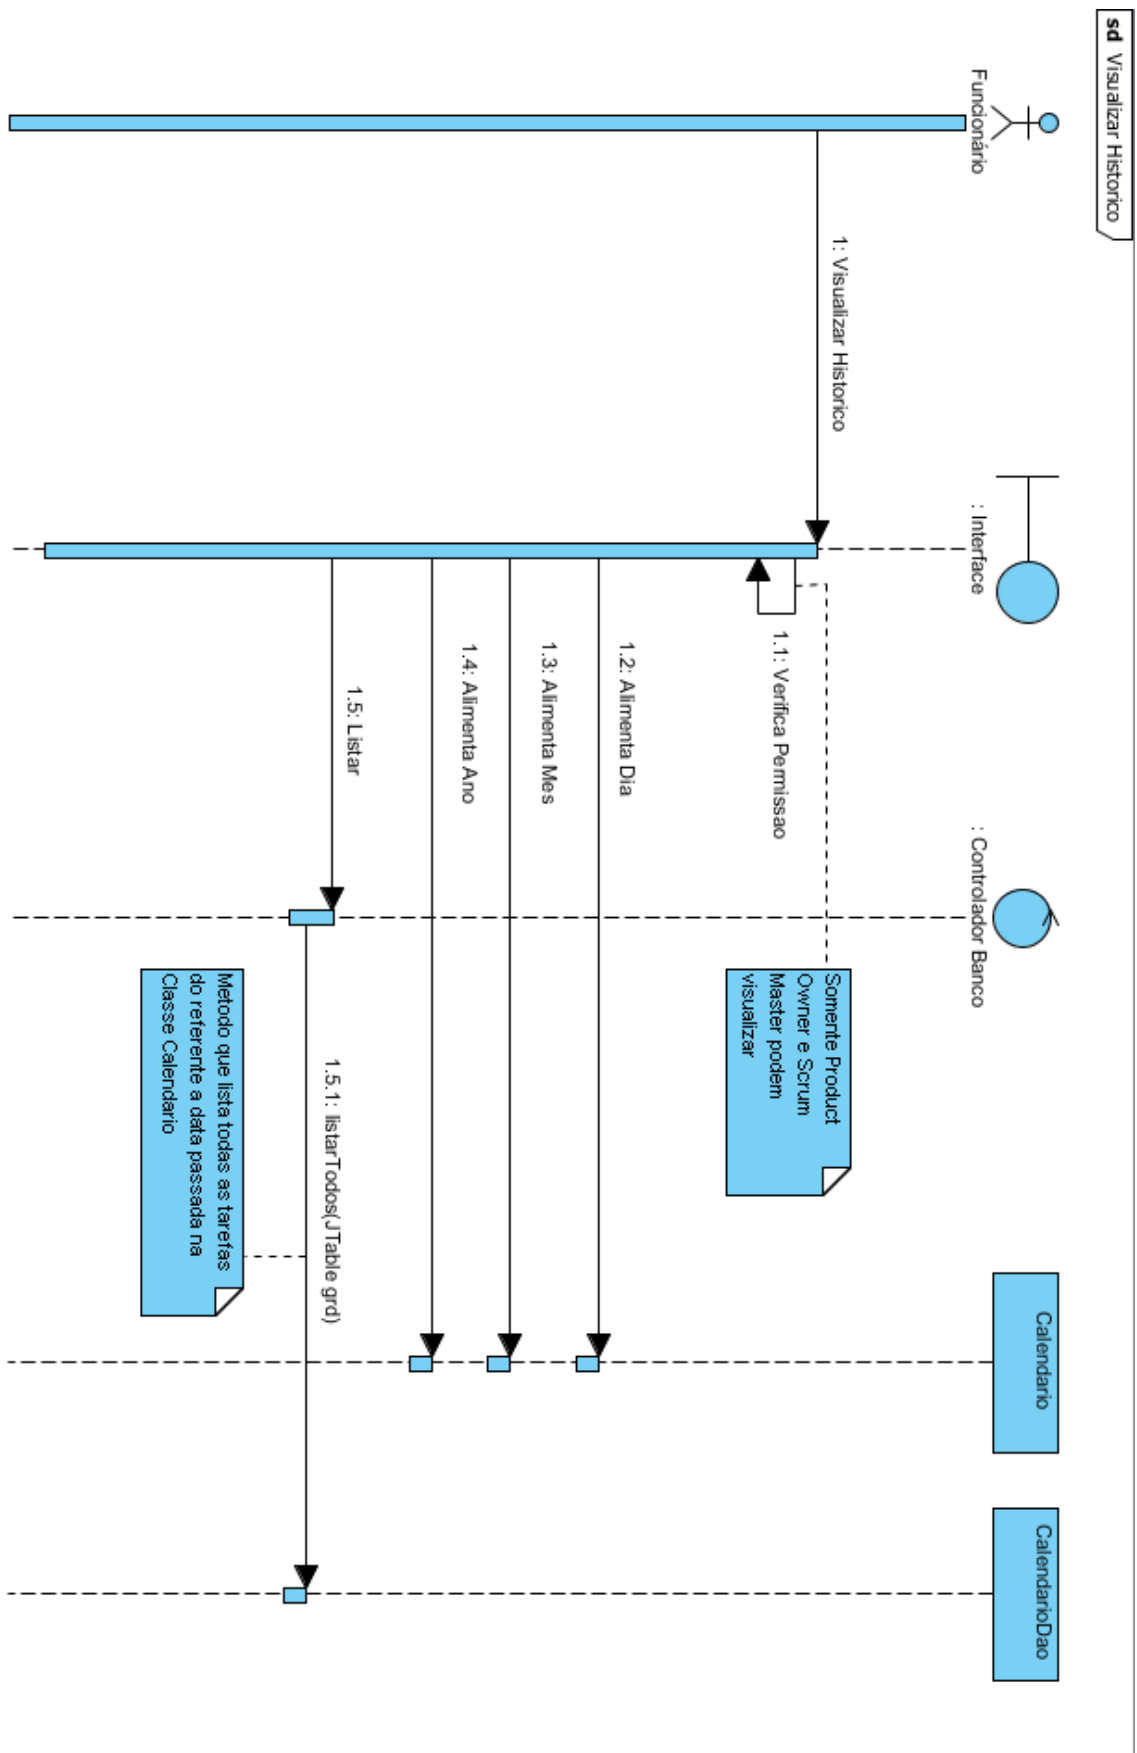 sd Visualizar Historico
Funcionário
: Interface
: Controlador Banco
Calendario
CalendarioDao
1: Visualizar Historico
1.1: Verifica Permissao
Somente Product
Owner e Scrum
Master podem
visualizar
1.2: Alimenta Dia
1.3: Alimenta Mes
1.4: Alimenta Ano
1.5: Listar
1.5.1: listarTodos(JTable grd)
Metodo que lista todas as tarefas
do referente a data passada na
Classe Calendario